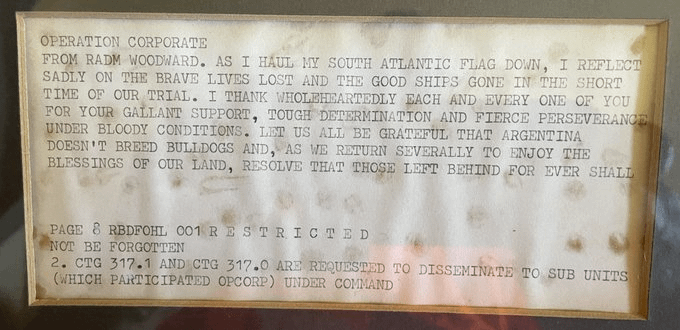 OPERATION CORPORATE
FROM RADM WOODWARD. AS I HAUL MY SOUTH ATLANTIC FLAG DOWN, I REFLECT
SADLY ON THE BRAVE LIVES LOST AND THE GOOD SHIPS GONE IN THE SHORT
TIME OF OUR TRIAL. I THANK WHOLEHEARTEDLY EACH AND EVERY ONE OF YOU
FOR YOUR GALLANT SUPPORT, TOUGH DETERMINATION AND FIERCE PERSEVERANCE
UNDER BLOODY CONDITIONS. LET US ALL BE GRATEFUL THAT ARGENTINA
DOESN'T BREED BULLDOGS AND, AS WE RETURN SEVERALLY TO ENJOY THE
BLESSINGS OF OUR LAND, RESOLVE THAT THOSE LEFT BEHIND FOR EVER SHALL
PAGE 8 RBDFOHL 001 R E S T R I C T E D
NOT BE FORGOTTEN
2. CTG 317.1 AND CTG 317.0 ARE REQUESTED TO DISSEMINATE TO SUB UNITS
(WHICH PARTICIPATED OPCORP) UNDER COMMAND